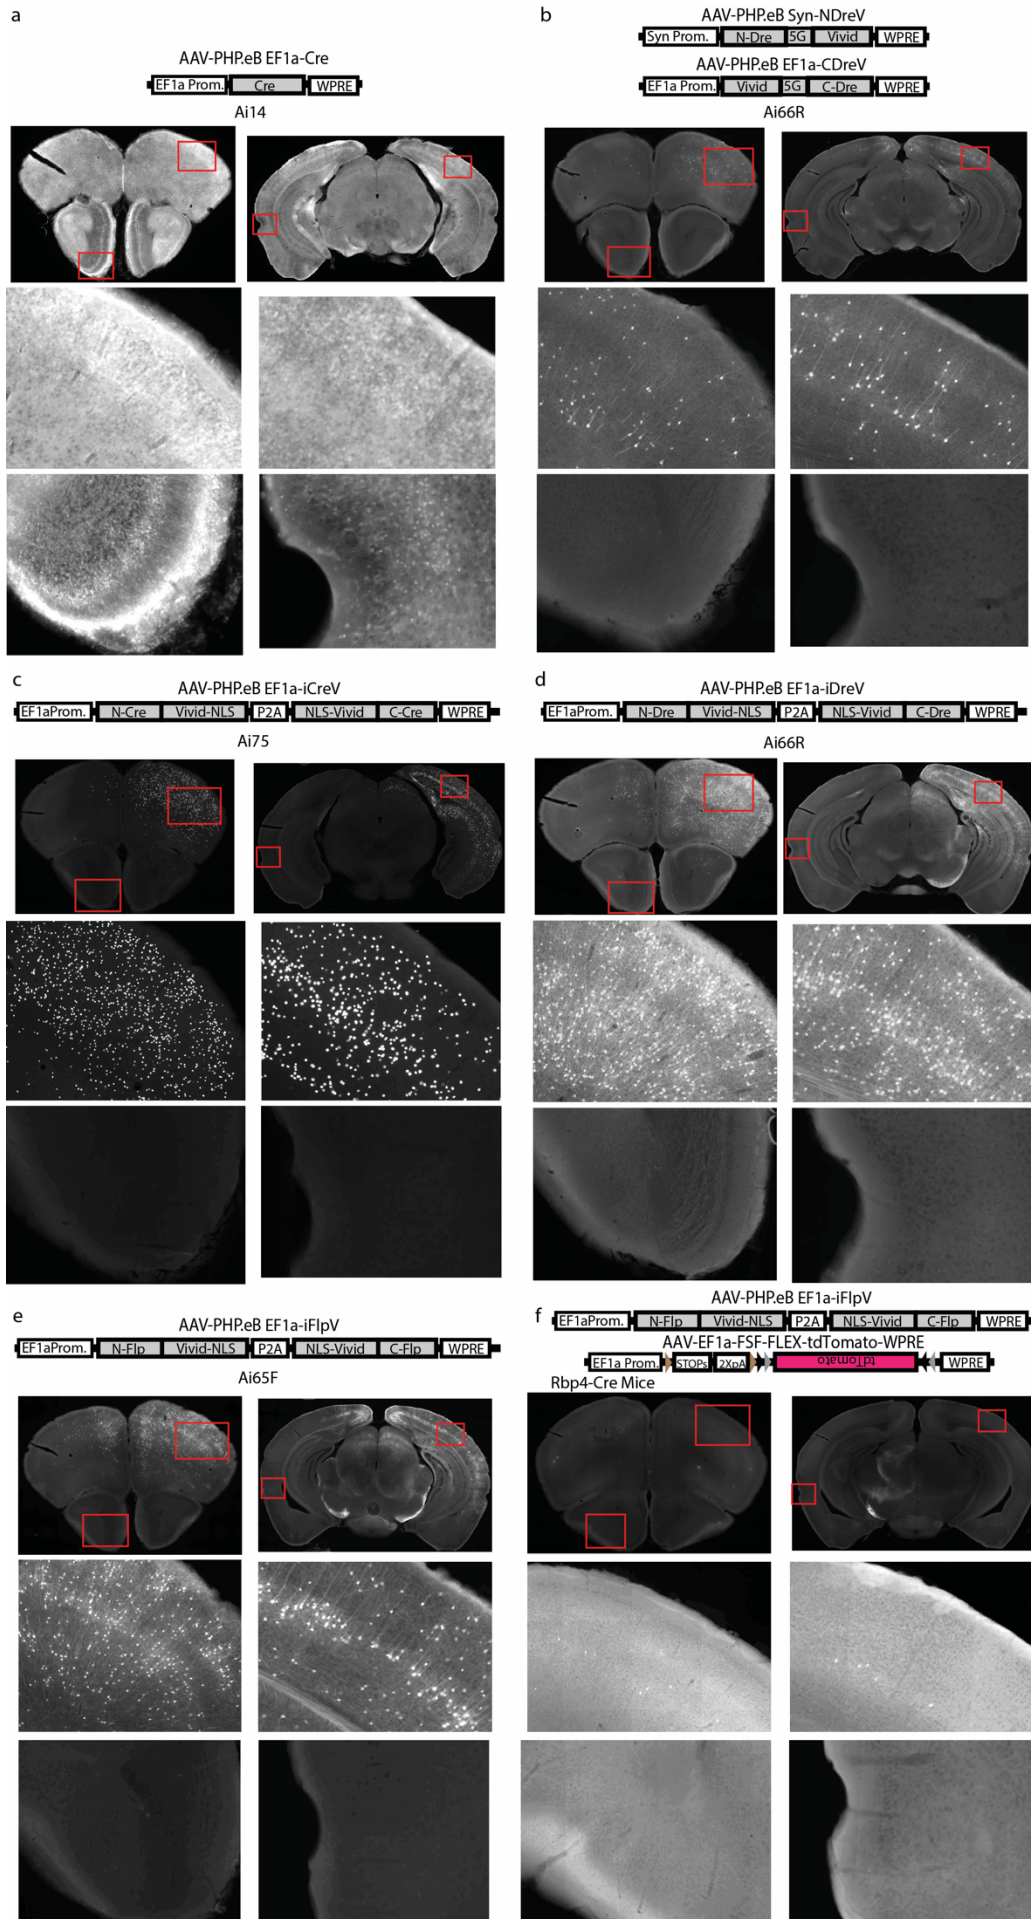 a
AAV-PHP.eB EF1a-Cre
EF1a Prom. Cre WPRE
Ai14
b
AAV-PHP.eB Syn-NDreV
Syn Prom. N-Dre 5G Vivid WPRE
AAV-PHP.eB EF1a-CDreV
EF1a Prom. Vivid 5G C-Dre WPRE
Ai66R
c
AAV-PHP.eB EF1a-iCreV
EF1aProm. N-Cre Vivid-NLS P2A NLS-Vivid C-Cre WPRE
Ai75
d
AAV-PHP.eB EF1a-iDreV
EF1aProm. N-Dre Vivid-NLS P2A NLS-Vivid C-Dre WPRE
Ai66R
e
AAV-PHP.eB EF1a-iFlpV
EF1aProm. N-Flp Vivid-NLS P2A NLS-Vivid C-Flp WPRE
Ai65F
f
AAV-PHP.eB EF1a-iFlpV
EF1aProm. N-Flp Vivid-NLS P2A NLS-Vivid C-Flp WPRE
AAV-EF1a-FSF-FLEX-tdTomato-WPRE
EF1a Prom. STOPs 2XpA tdTomato WPRE
Rbp4-Cre Mice